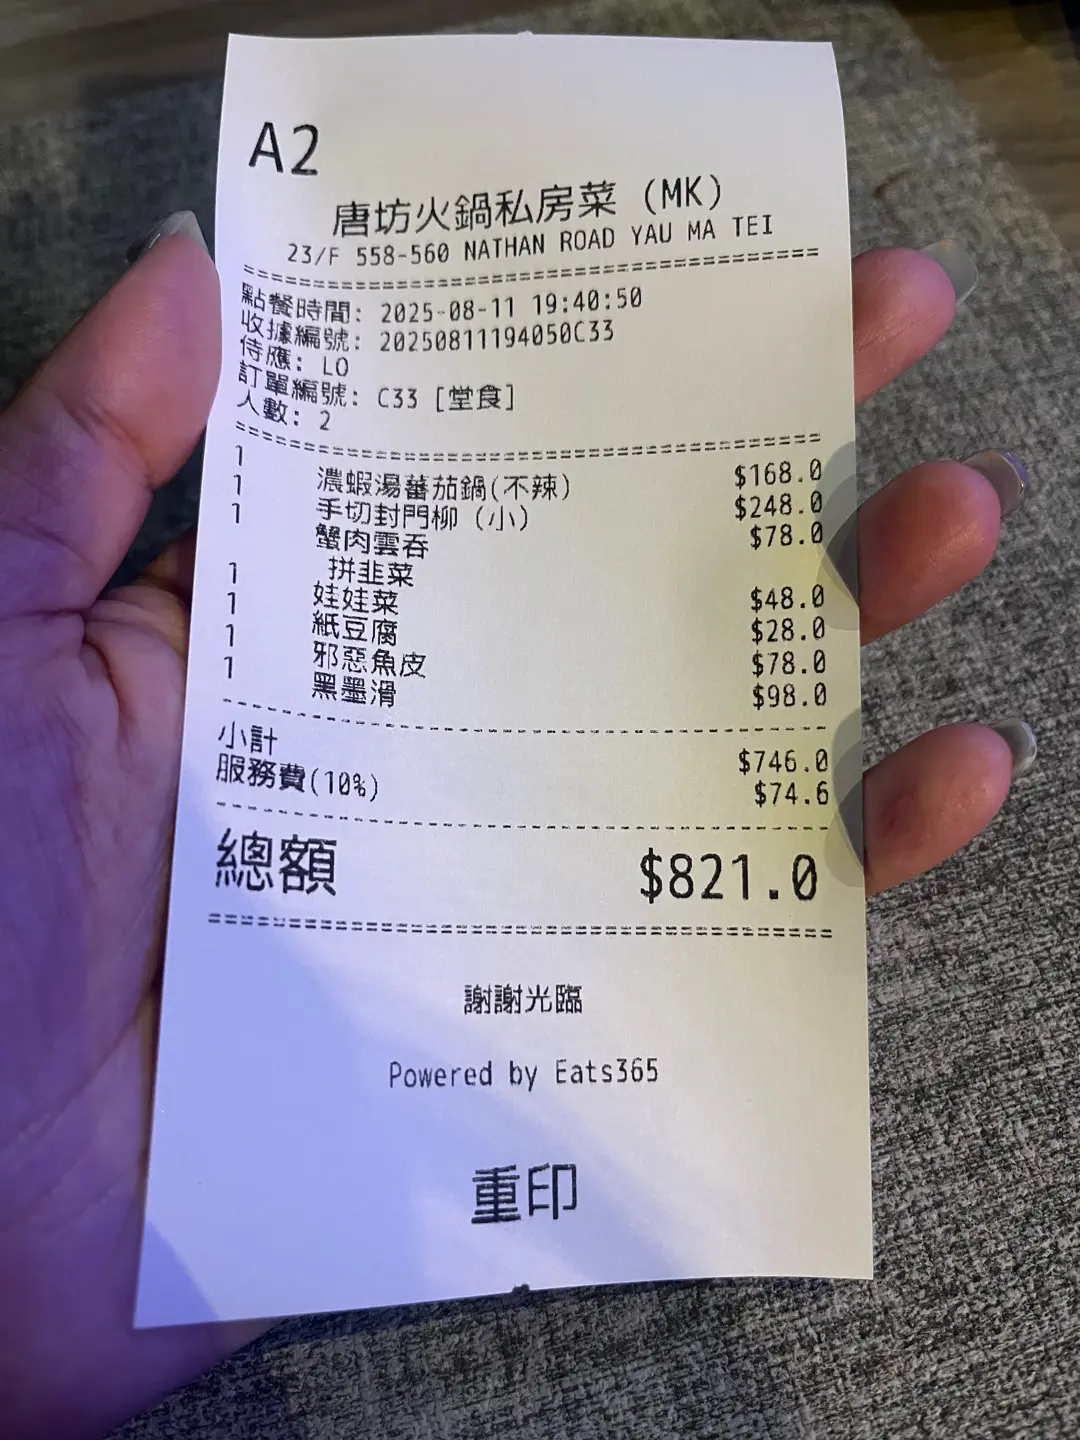 A2
唐坊火鍋私房菜 (MK)
23/F 558-560 NATHAN ROAD YAU MA TEI
點餐時間: 2025-08-11 19:40:50
收據編號: 20250811194050C33
侍應: LO
訂單編號: C33 [堂食]
人數: 2
1 濃蝦湯蕃茄鍋(不辣) $168.0
1 手切封門柳 (小) $248.0
1 蟹肉雲吞 $78.0
拼韭菜
1 娃娃菜 $48.0
1 紙豆腐 $28.0
1 邪惡魚皮 $78.0
1 黑墨滑 $98.0
小計 $746.0
服務費(10%) $74.6
總額 $821.0
謝謝光臨
Powered by Eats365
重印